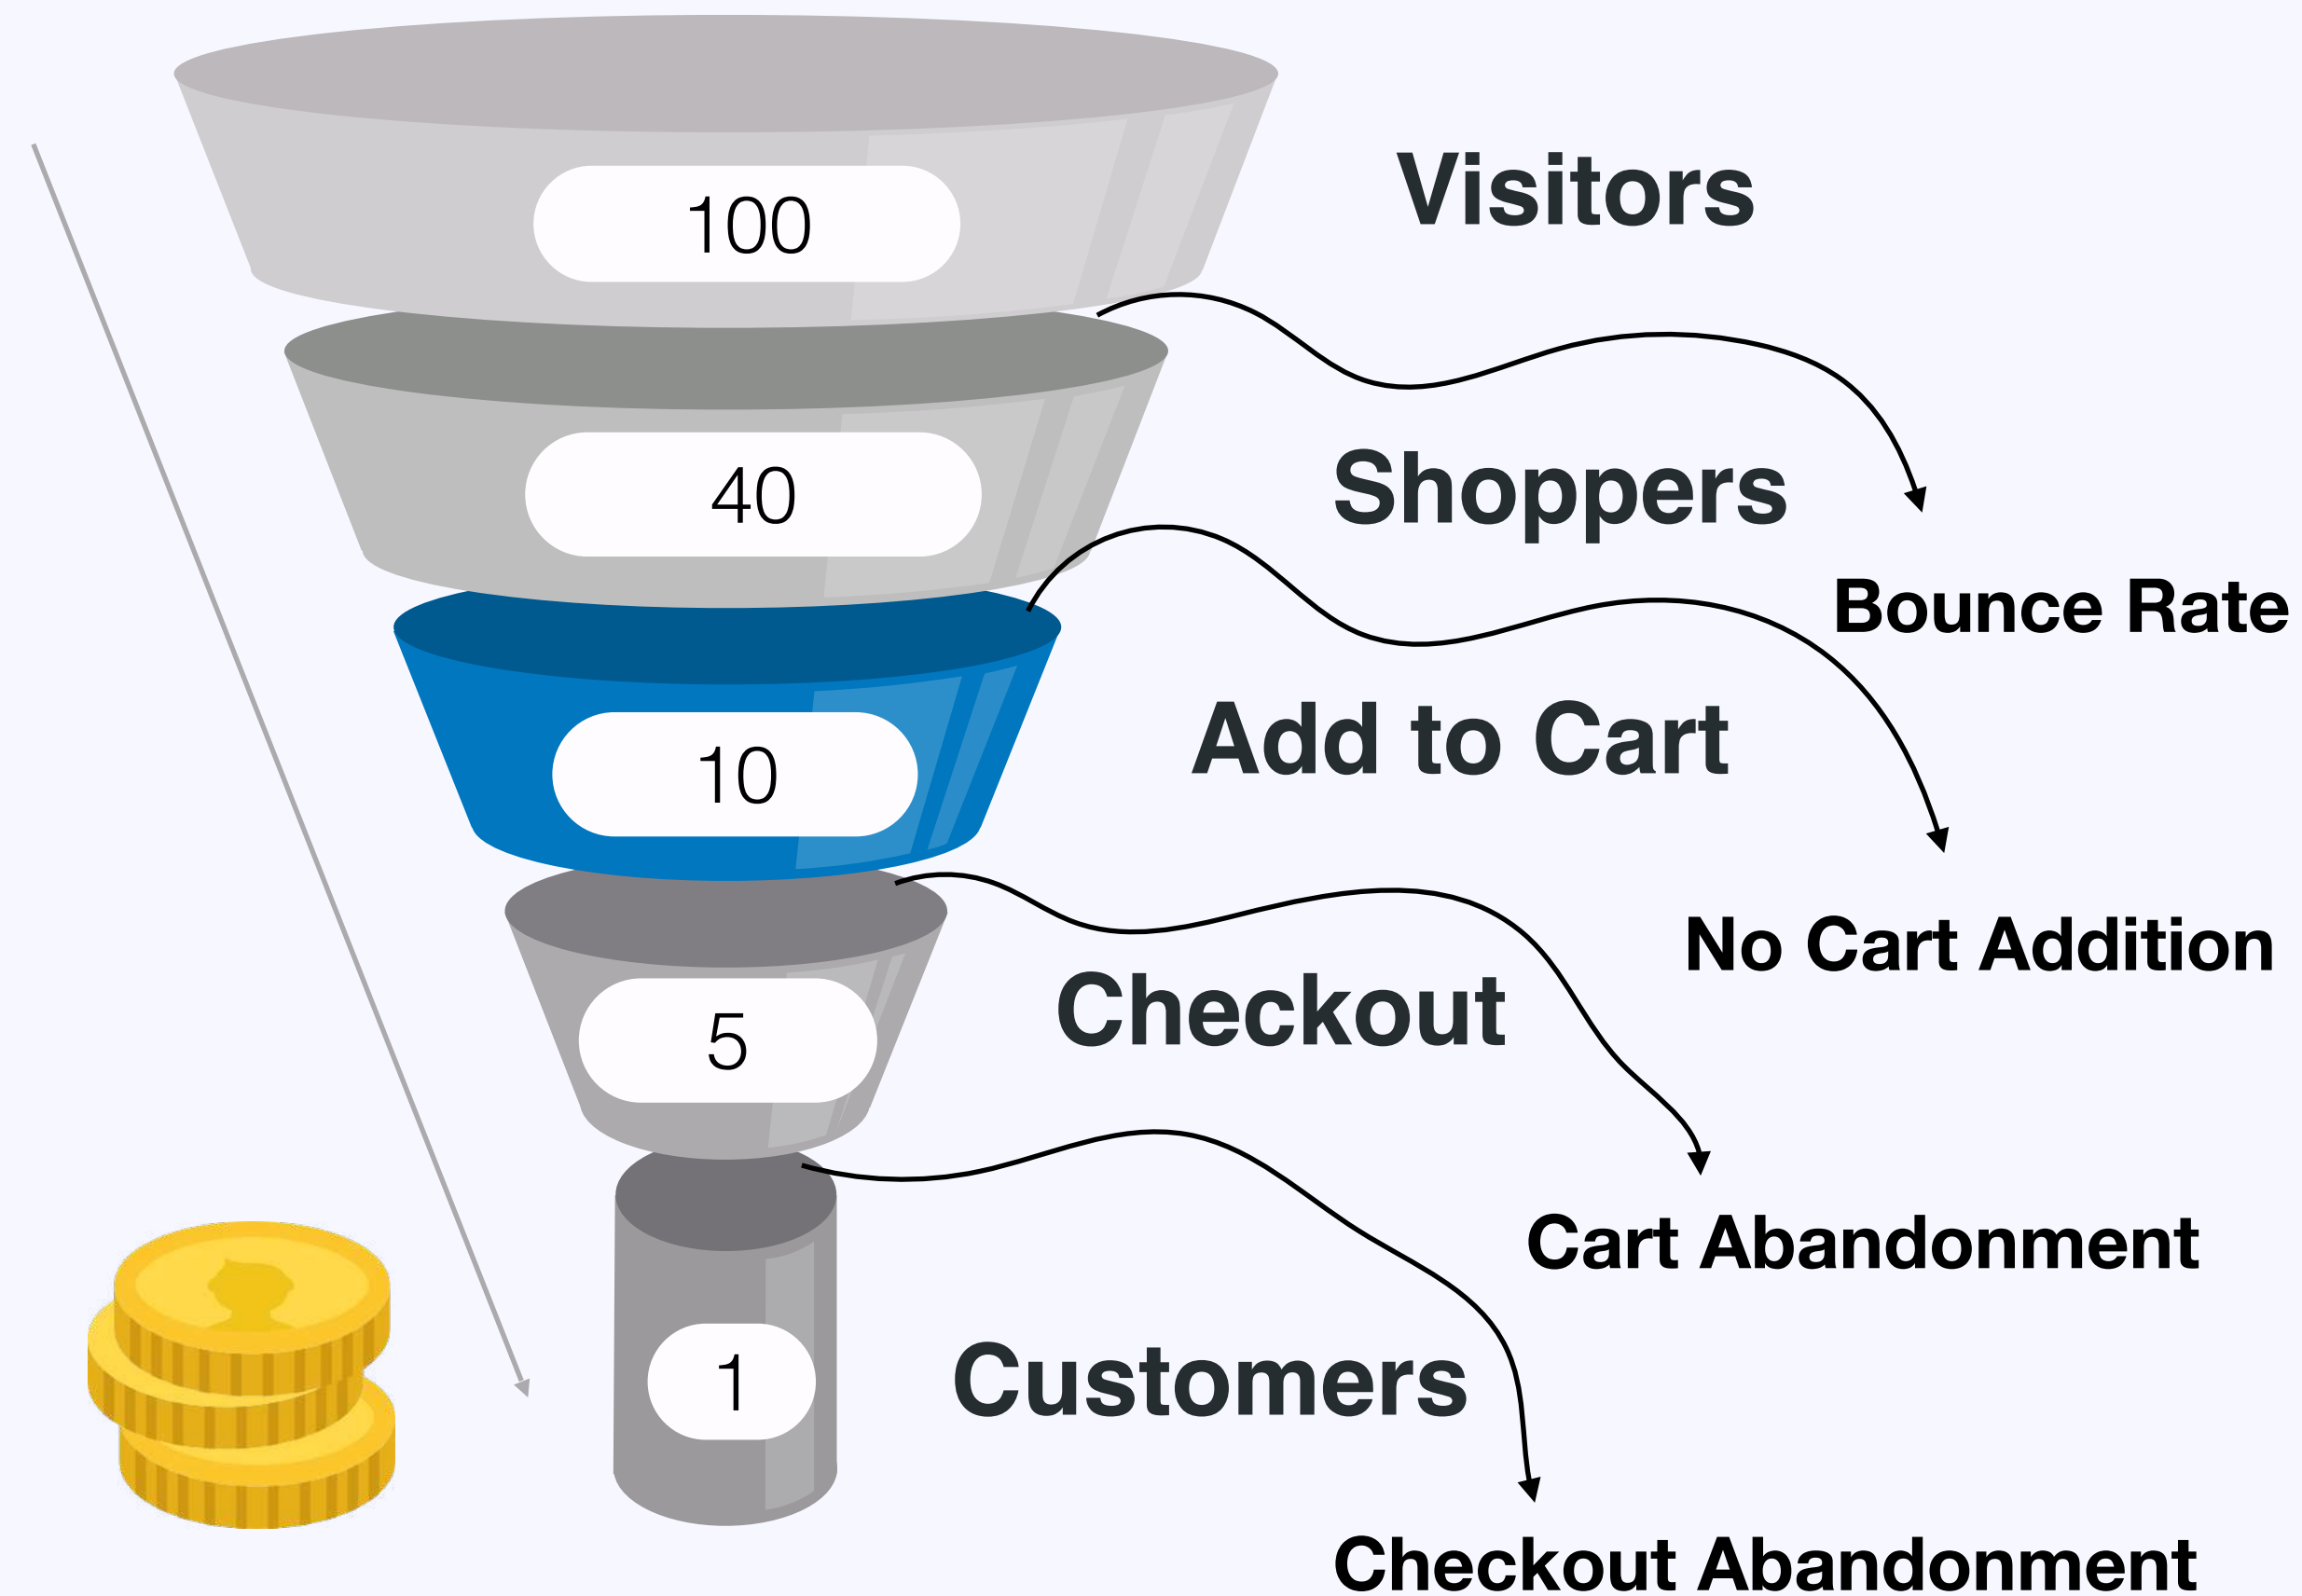 100
Visitors
40
Shoppers
Bounce Rate
10
Add to Cart
No Cart Addition
5
Checkout
Cart Abandonment
1
Customers
Checkout Abandonment